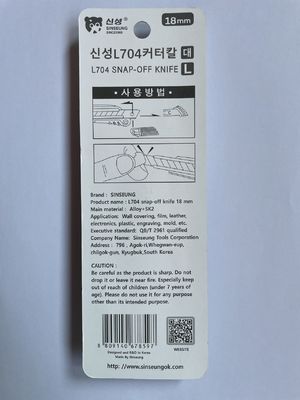 신성
SINSEUNG
18mm
신성L704커터칼 대
L704 SNAP-OFF KNIFE L
사용방법
Brand : SINSEUNG
Product name : L704 snap-off knife 18 mm
Main material : Alloy+SK2
Application: Wall covering, film, leather,
electronics, plastic, engraving, mold, etc.
Executive standard: QB/T 2961 qualified
Company Name: Sinseung Tools Corporation
Address : 796 , Agok-ri,Whagwan-eup,
chilgok-gun, Kyugbuk,South Korea
CAUTION :
Be careful as the product is sharp. Do not
drop it or leave it near fire. Especially keep
out of reach of children (under 7 years of
age). Please do not use it for any purpose
other than its intended purpose.
8 809140 678597
Designed and R&D in Korea
Made By Sinseung
http://www.sinseungok.com